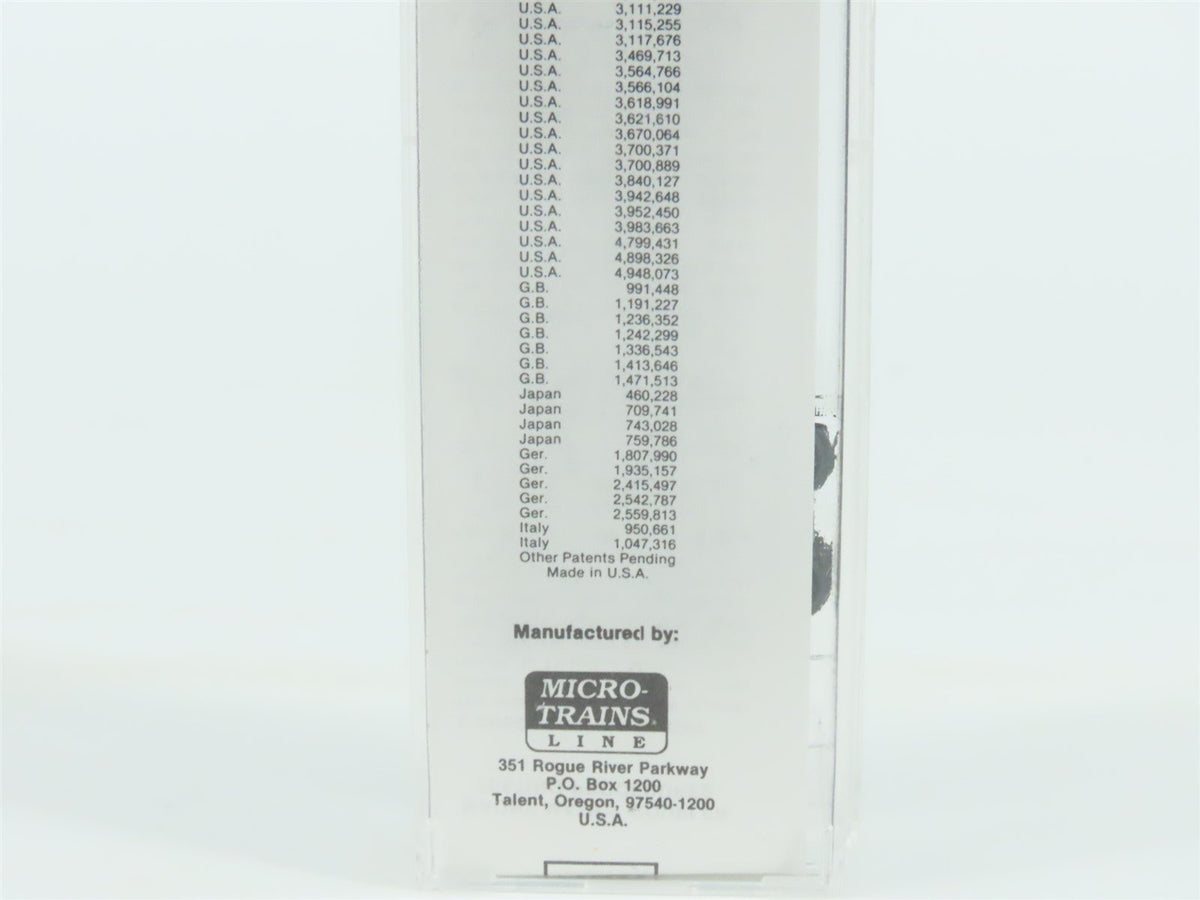 U.S.A. 3,111,229
U.S.A. 3,115,255
U.S.A. 3,117,676
U.S.A. 3,469,713
U.S.A. 3,564,766
U.S.A. 3,566,104
U.S.A. 3,618,991
U.S.A. 3,621,610
U.S.A. 3,670,064
U.S.A. 3,700,371
U.S.A. 3,700,889
U.S.A. 3,840,127
U.S.A. 3,942,648
U.S.A. 3,952,450
U.S.A. 3,983,663
U.S.A. 4,799,431
U.S.A. 4,898,326
U.S.A. 4,948,073
G.B. 991,448
G.B. 1,191,227
G.B. 1,236,352
G.B. 1,242,299
G.B. 1,336,543
G.B. 1,413,646
G.B. 1,471,513
Japan 460,228
Japan 709,741
Japan 743,028
Japan 759,786
Ger. 1,807,990
Ger. 1,935,157
Ger. 2,415,497
Ger. 2,542,787
Ger. 2,559,813
Italy 950,661
Italy 1,047,316
Other Patents Pending
Made in U.S.A.
Manufactured by:
MICRO-
TRAINS®
LINE
351 Rogue River Parkway
P.O. Box 1200
Talent, Oregon, 97540-1200
U.S.A.